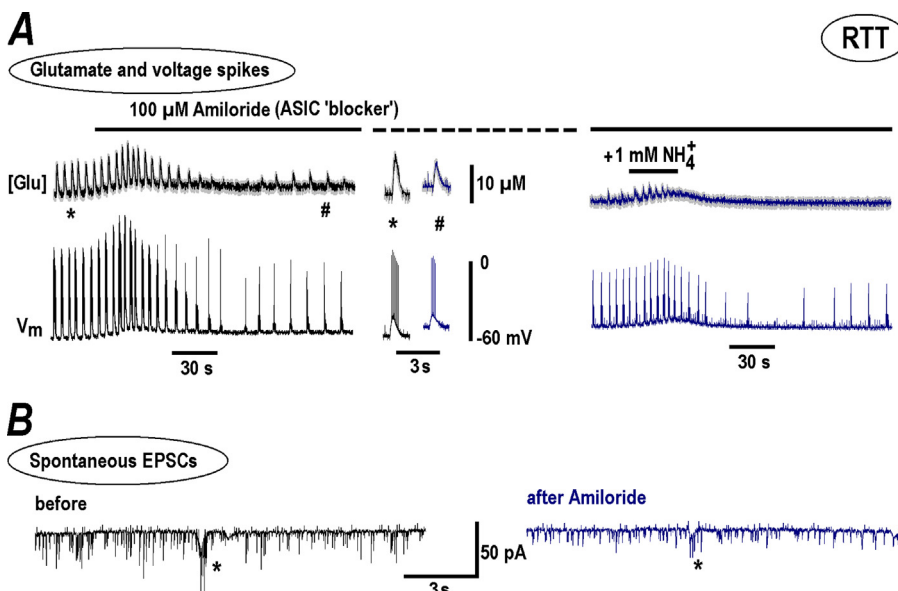 A
RTT
Glutamate and voltage spikes
100 µM Amiloride (ASIC 'blocker')
+1 mM NH4+
[Glu]
10 µM
*
#
*
#
0
Vm
-60 mV
30 s
3s
30 s
B
Spontaneous EPSCs
before
after Amiloride
50 pA
*
*
3s